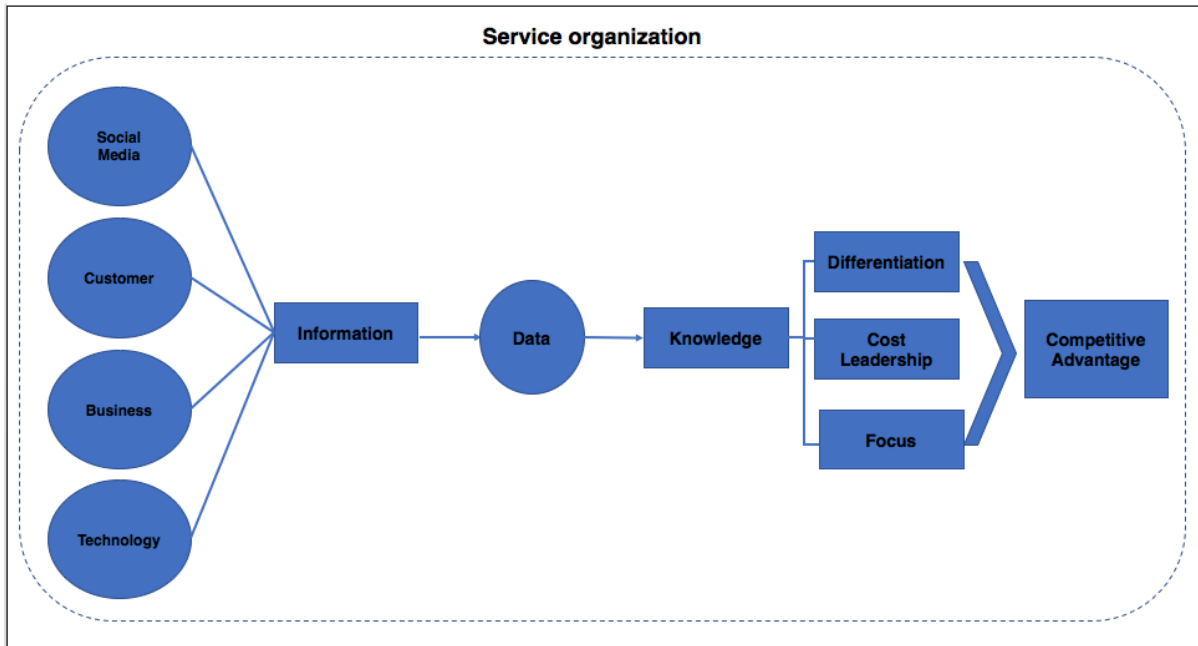 Service organization
Social
Media
Customer
Business
Technology
Information
Data
Knowledge
Differentiation
Cost
Leadership
Focus
Competitive
Advantage